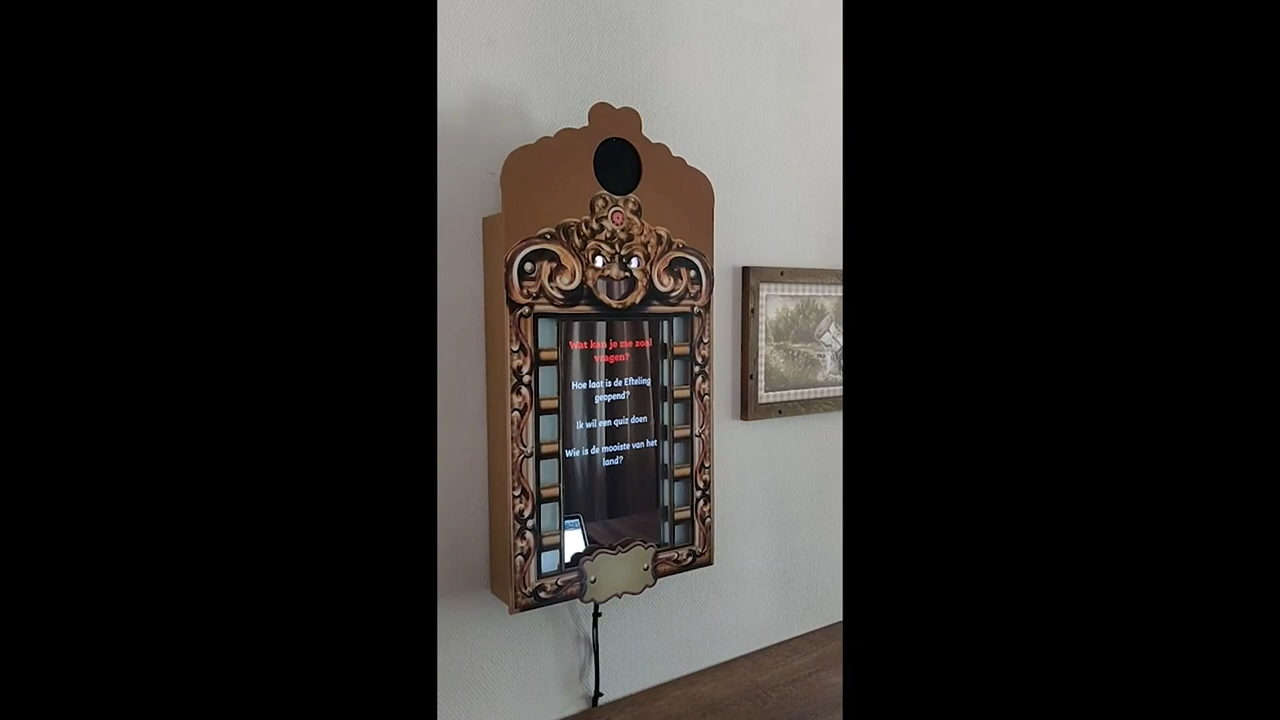 Wat kan je me zoal
vragen?
Hoe laat is de Efteling
geopend?
Ik wil een quiz doen
Wie is de mooiste van het
land?